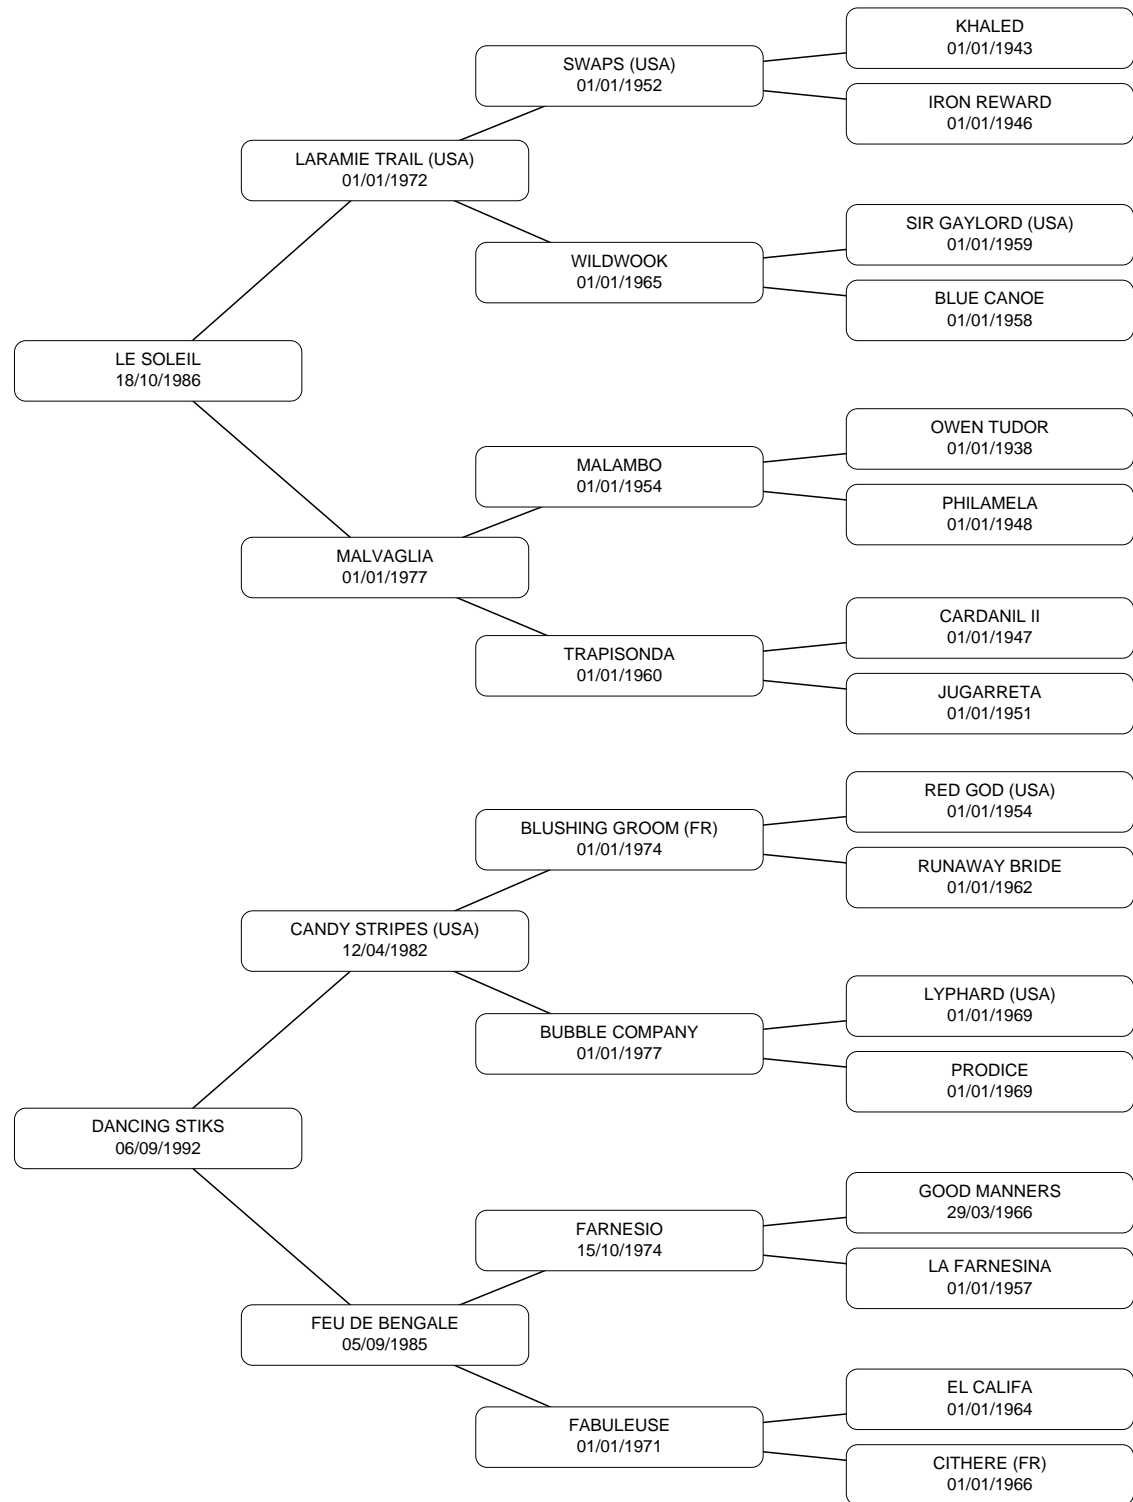 KHALED
01/01/1943
SWAPS (USA)
01/01/1952
IRON REWARD
01/01/1946
LARAMIE TRAIL (USA)
01/01/1972
SIR GAYLORD (USA)
01/01/1959
WILDWOOK
01/01/1965
BLUE CANOE
01/01/1958
LE SOLEIL
18/10/1986
OWEN TUDOR
01/01/1938
MALAMBO
01/01/1954
PHILAMELA
01/01/1948
MALVAGLIA
01/01/1977
CARDANIL II
01/01/1947
TRAPISONDA
01/01/1960
JUGARRETA
01/01/1951
RED GOD (USA)
01/01/1954
BLUSHING GROOM (FR)
01/01/1974
RUNAWAY BRIDE
01/01/1962
CANDY STRIPES (USA)
12/04/1982
LYPHARD (USA)
01/01/1969
BUBBLE COMPANY
01/01/1977
PRODICE
01/01/1969
DANCING STIKS
06/09/1992
GOOD MANNERS
29/03/1966
FARNESIO
15/10/1974
LA FARNESINA
01/01/1957
FEU DE BENGALE
05/09/1985
EL CALIFA
01/01/1964
FABULEUSE
01/01/1971
CITHERE (FR)
01/01/1966